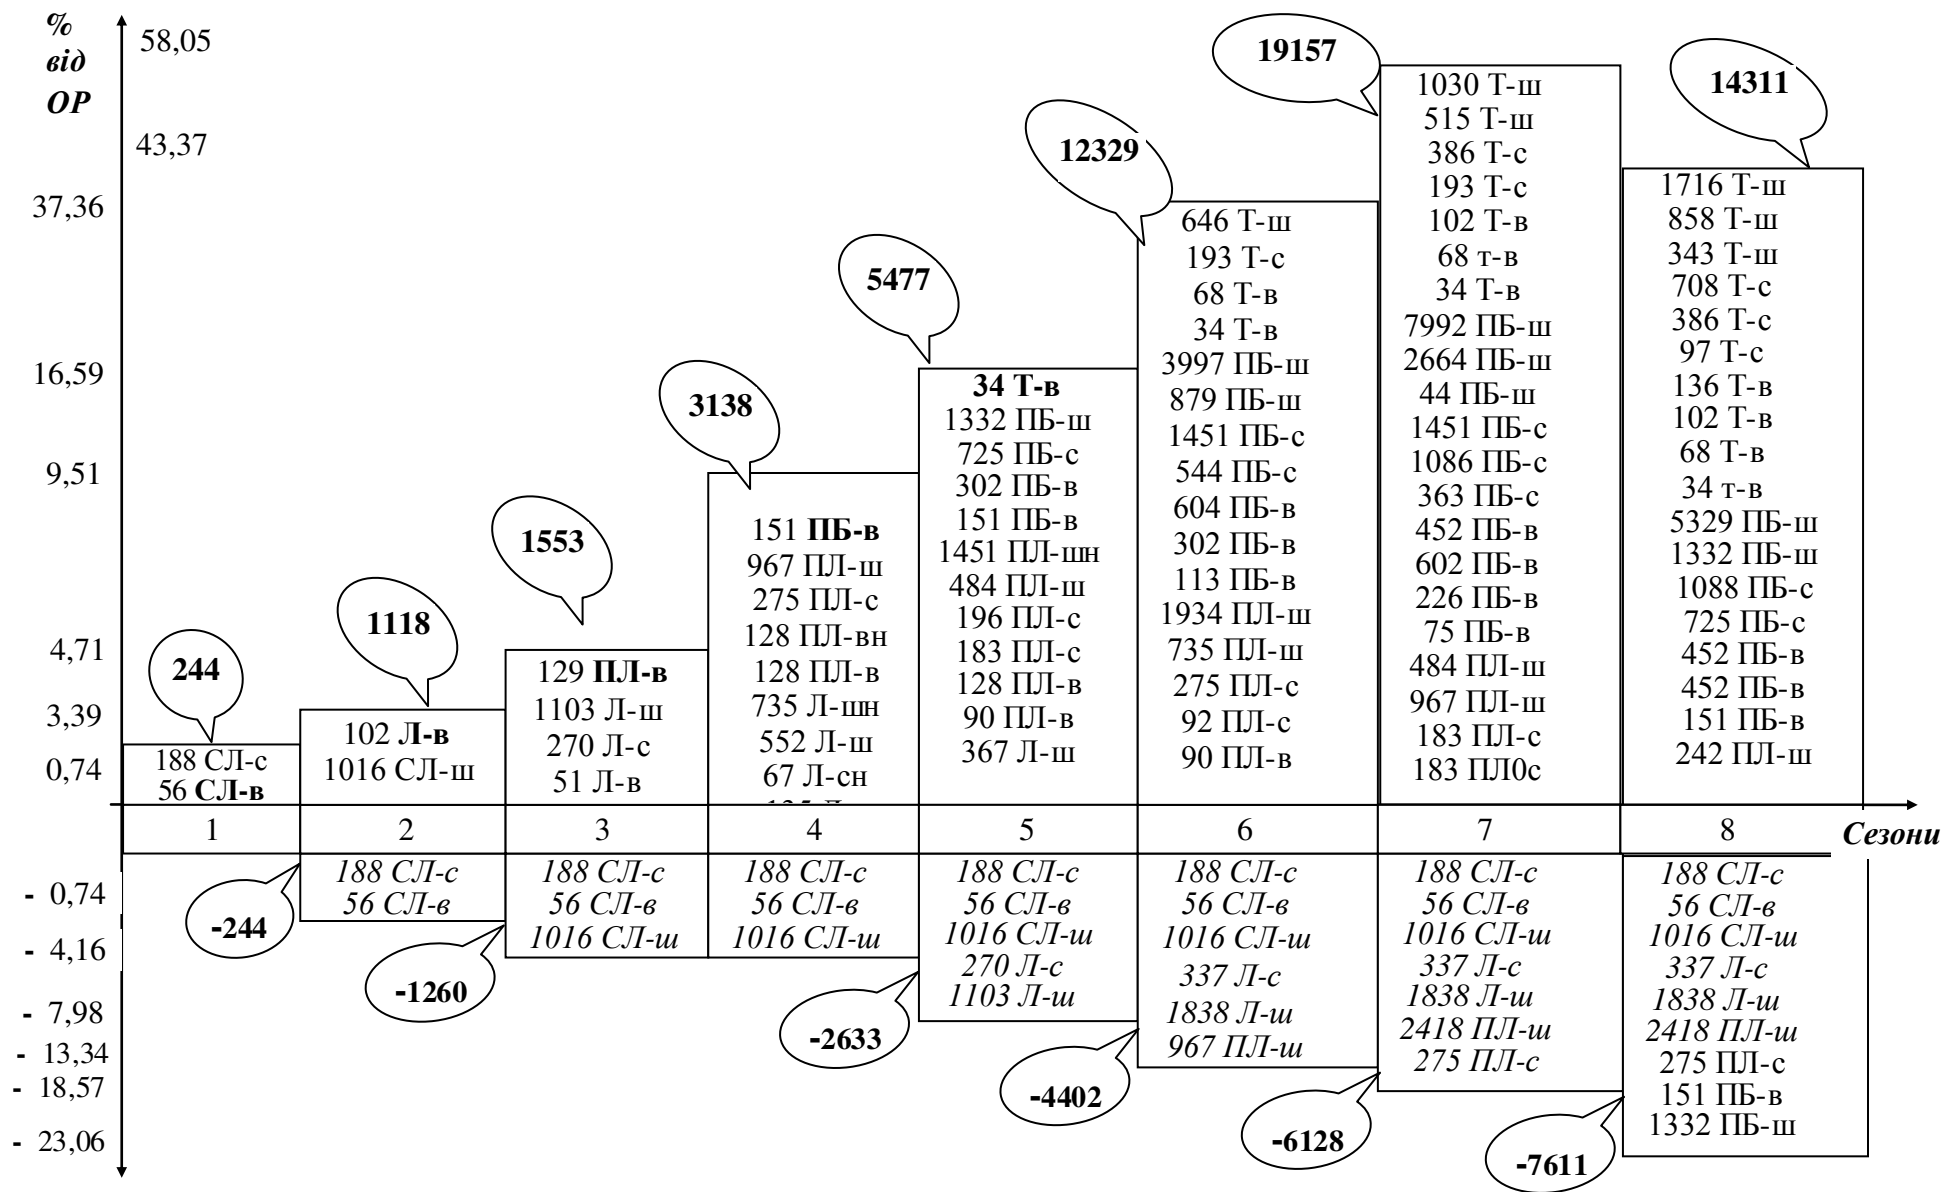 %
від
ОР
58,05
43,37
37,36
16,59
9,51
4,71
3,39
0,74
244
188 СЛ-с
56 СЛ-в
1118
102 Л-в
1016 СЛ-ш
1553
129 ПЛ-в
1103 Л-ш
270 Л-с
51 Л-в
3138
151 ПБ-в
967 ПЛ-ш
275 ПЛ-с
128 ПЛ-вн
128 ПЛ-в
735 Л-шн
552 Л-ш
67 Л-сн
5477
34 Т-в
1332 ПБ-ш
725 ПБ-с
302 ПБ-в
151 ПБ-в
1451 ПЛ-шн
484 ПЛ-ш
196 ПЛ-с
183 ПЛ-с
128 ПЛ-в
90 ПЛ-в
367 Л-ш
12329
646 Т-ш
193 Т-с
68 Т-в
34 Т-в
3997 ПБ-ш
879 ПБ-ш
1451 ПБ-с
544 ПБ-с
604 ПБ-в
302 ПБ-в
113 ПБ-в
1934 ПЛ-ш
735 ПЛ-ш
275 ПЛ-с
92 ПЛ-с
90 ПЛ-в
19157
1030 Т-ш
515 Т-ш
386 Т-с
193 Т-с
102 Т-в
68 т-в
34 Т-в
7992 ПБ-ш
2664 ПБ-ш
44 ПБ-ш
1451 ПБ-с
1086 ПБ-с
363 ПБ-с
452 ПБ-в
602 ПБ-в
226 ПБ-в
75 ПБ-в
484 ПЛ-ш
967 ПЛ-ш
183 ПЛ-с
183 ПЛ0с
14311
1716 Т-ш
858 Т-ш
343 Т-ш
708 Т-с
386 Т-с
97 Т-с
136 Т-в
102 Т-в
68 Т-в
34 т-в
5329 ПБ-ш
1332 ПБ-ш
1088 ПБ-с
725 ПБ-с
452 ПБ-в
452 ПБ-в
151 ПБ-в
242 ПЛ-ш
1 2 3 4 5 6 7 8 Сезони
- 0,74
- 4,16
- 7,98
- 13,34
- 18,57
- 23,06
-244
188 СЛ-с
56 СЛ-в
-1260
188 СЛ-с
56 СЛ-в
1016 СЛ-ш
188 СЛ-с
56 СЛ-в
1016 СЛ-ш
-2633
188 СЛ-с
56 СЛ-в
1016 СЛ-ш
270 Л-с
1103 Л-ш
-4402
188 СЛ-с
56 СЛ-в
1016 СЛ-ш
337 Л-с
1838 Л-ш
967 ПЛ-ш
-6128
188 СЛ-с
56 СЛ-в
1016 СЛ-ш
337 Л-с
1838 Л-ш
2418 ПЛ-ш
275 ПЛ-с
-7611
188 СЛ-с
56 СЛ-в
1016 СЛ-ш
337 Л-с
1838 Л-ш
2418 ПЛ-ш
275 ПЛ-с
151 ПБ-в
1332 ПБ-ш